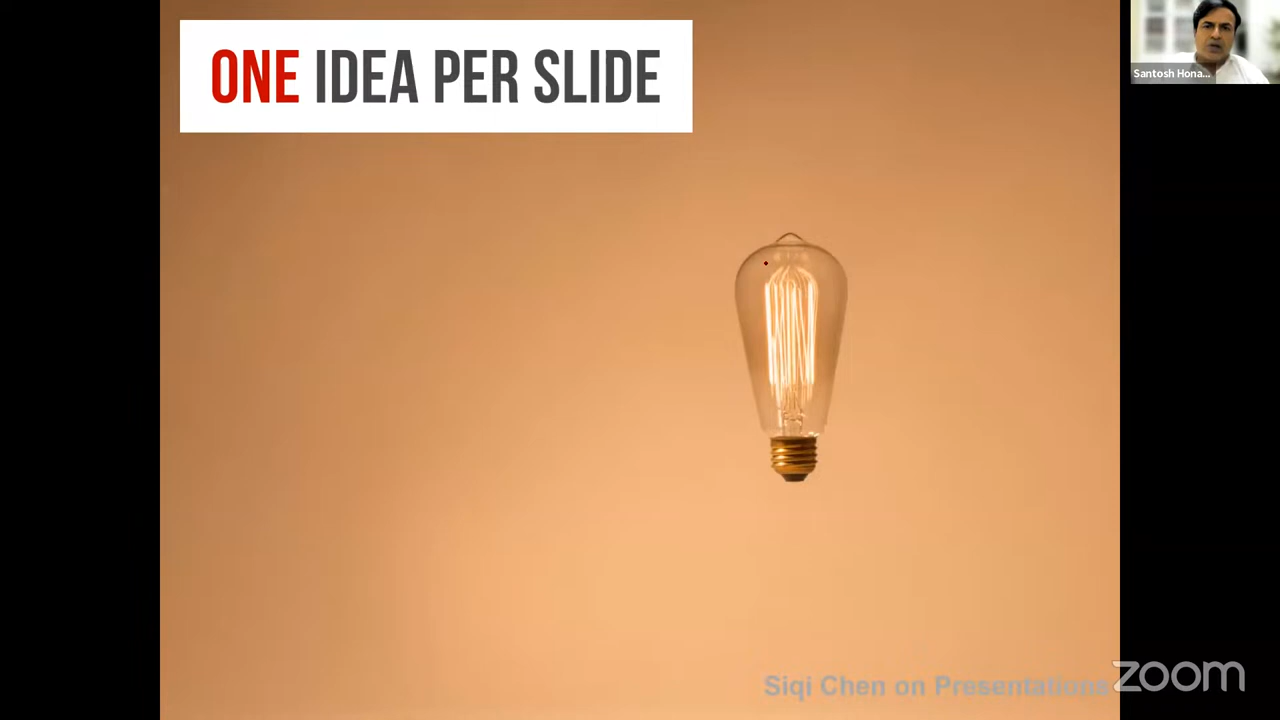 ONE IDEA PER SLIDE
Santosh Hona...
Siqi Chen on Presentations
zoom